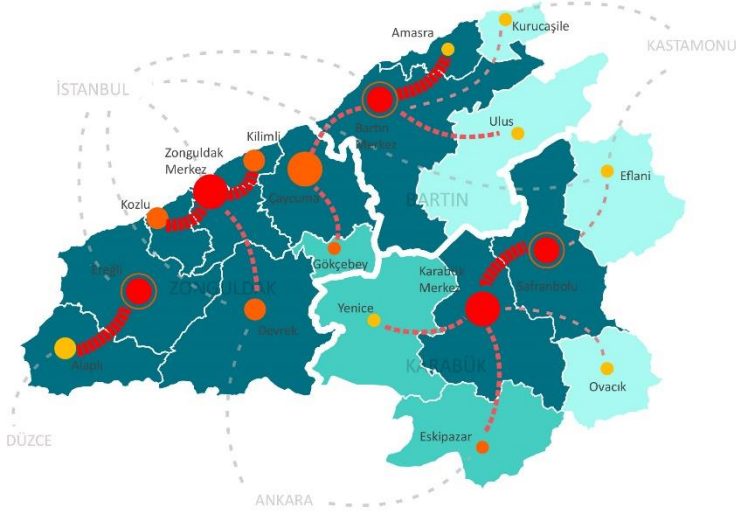 Amasra
Kurucaşile
KASTAMONU
İSTANBUL
Kilimli
Bartın
Merkez
Ulus
Zonguldak
Merkez
Eflani
Çaycuma
BARTIN
Kozlu
Gökçebey
Karabük
Merkez
Safranbolu
Ereğli
ZONGULDAK
Yenice
Devrek
KARABÜK
Alaplı
Ovacık
DÜZCE
Eskipazar
ANKARA